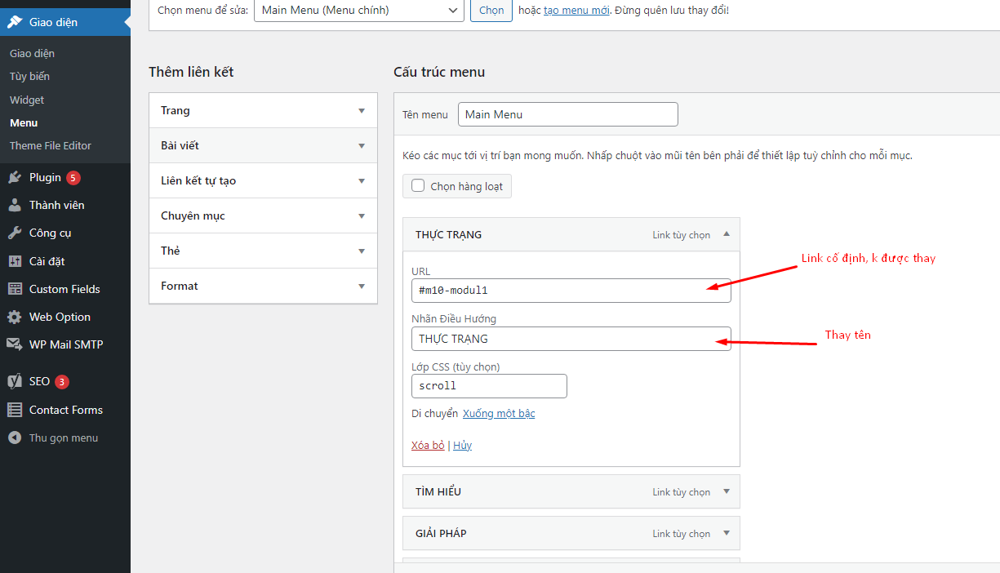 Giao diện
Giao diện
Tùy biến
Widget
Menu
Theme File Editor
Plugin 5
Thành viên
Công cụ
Cài đặt
Custom Fields
Web Option
WP Mail SMTP
SEO 3
Contact Forms
Thu gọn menu
Chọn menu để sửa: Main Menu (Menu chính) Chọn hoặc tạo menu mới. Đừng quên lưu thay đổi!
Thêm liên kết
Trang
Bài viết
Liên kết tự tạo
Chuyên mục
Thẻ
Format
Cấu trúc menu
Tên menu Main Menu
Kéo các mục tới vị trí bạn mong muốn. Nhấp chuột vào mũi tên bên phải để thiết lập tuỳ chỉnh cho mỗi mục.
Chọn hàng loạt
THỰC TRẠNG Link tùy chọn
URL
#m10-modul1
Nhãn Điều Hướng
THỰC TRẠNG
Lớp CSS (tùy chọn)
scroll
Di chuyển Xuống một bậc
Xóa bỏ | Hủy
TÌM HIỂU Link tùy chọn
GIẢI PHÁP Link tùy chọn
Link cố định, k được thay
Thay tên